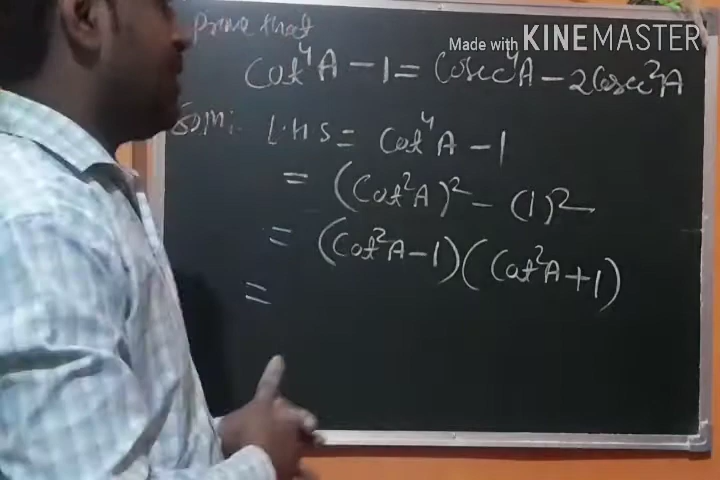 Prove that
Made with KINEMASTER
Cot⁴A - 1 = Cosec⁴A - 2Cosec²A
Soln: LHS = Cot⁴A - 1
= (Cot²A)² - (1)²
= (Cot²A - 1)(Cot²A + 1)
=